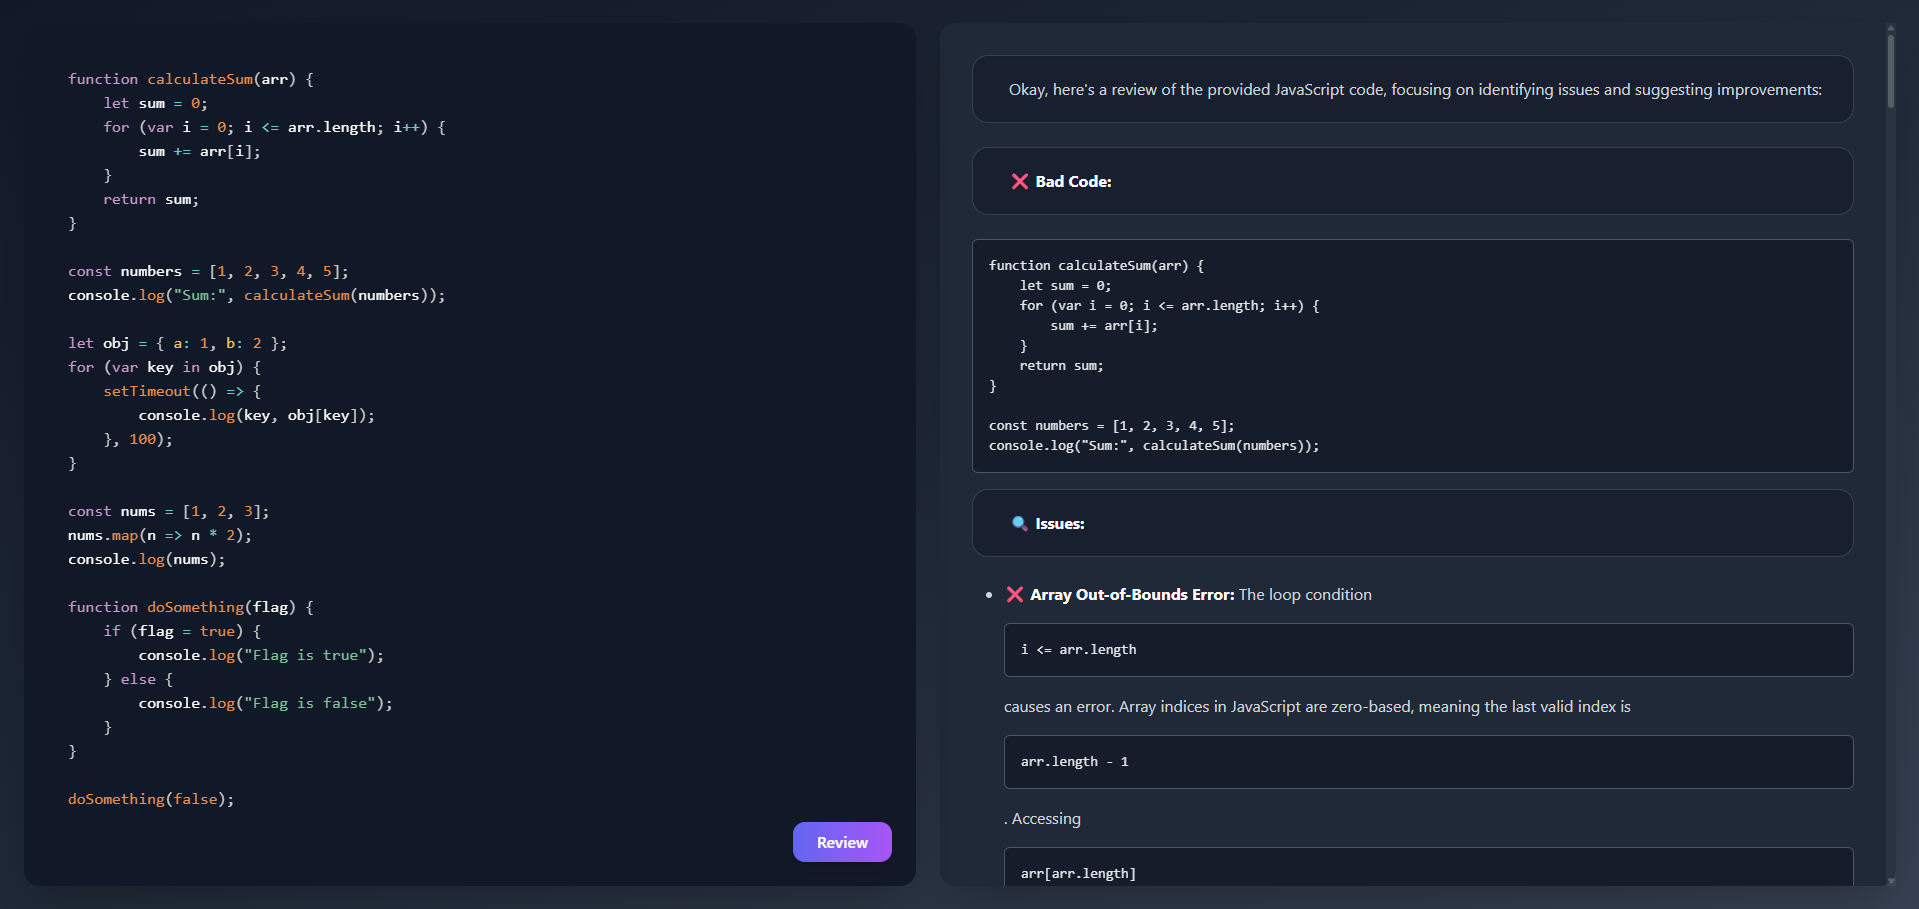 function calculateSum(arr) {
    let sum = 0;
    for (var i = 0; i <= arr.length; i++) {
        sum += arr[i];
    }
    return sum;
}

const numbers = [1, 2, 3, 4, 5];
console.log("Sum:", calculateSum(numbers));

let obj = { a: 1, b: 2 };
for (var key in obj) {
    setTimeout(() => {
        console.log(key, obj[key]);
    }, 100);
}

const nums = [1, 2, 3];
nums.map(n => n * 2);
console.log(nums);

function doSomething(flag) {
    if (flag = true) {
        console.log("Flag is true");
    } else {
        console.log("Flag is false");
    }
}

doSomething(false);
Review
Okay, here's a review of the provided JavaScript code, focusing on identifying issues and suggesting improvements:
❌ Bad Code:
function calculateSum(arr) {
    let sum = 0;
    for (var i = 0; i <= arr.length; i++) {
        sum += arr[i];
    }
    return sum;
}

const numbers = [1, 2, 3, 4, 5];
console.log("Sum:", calculateSum(numbers));
🔍 Issues:
• ❌ Array Out-of-Bounds Error: The loop condition
i <= arr.length
causes an error. Array indices in JavaScript are zero-based, meaning the last valid index is
arr.length - 1
. Accessing
arr[arr.length]